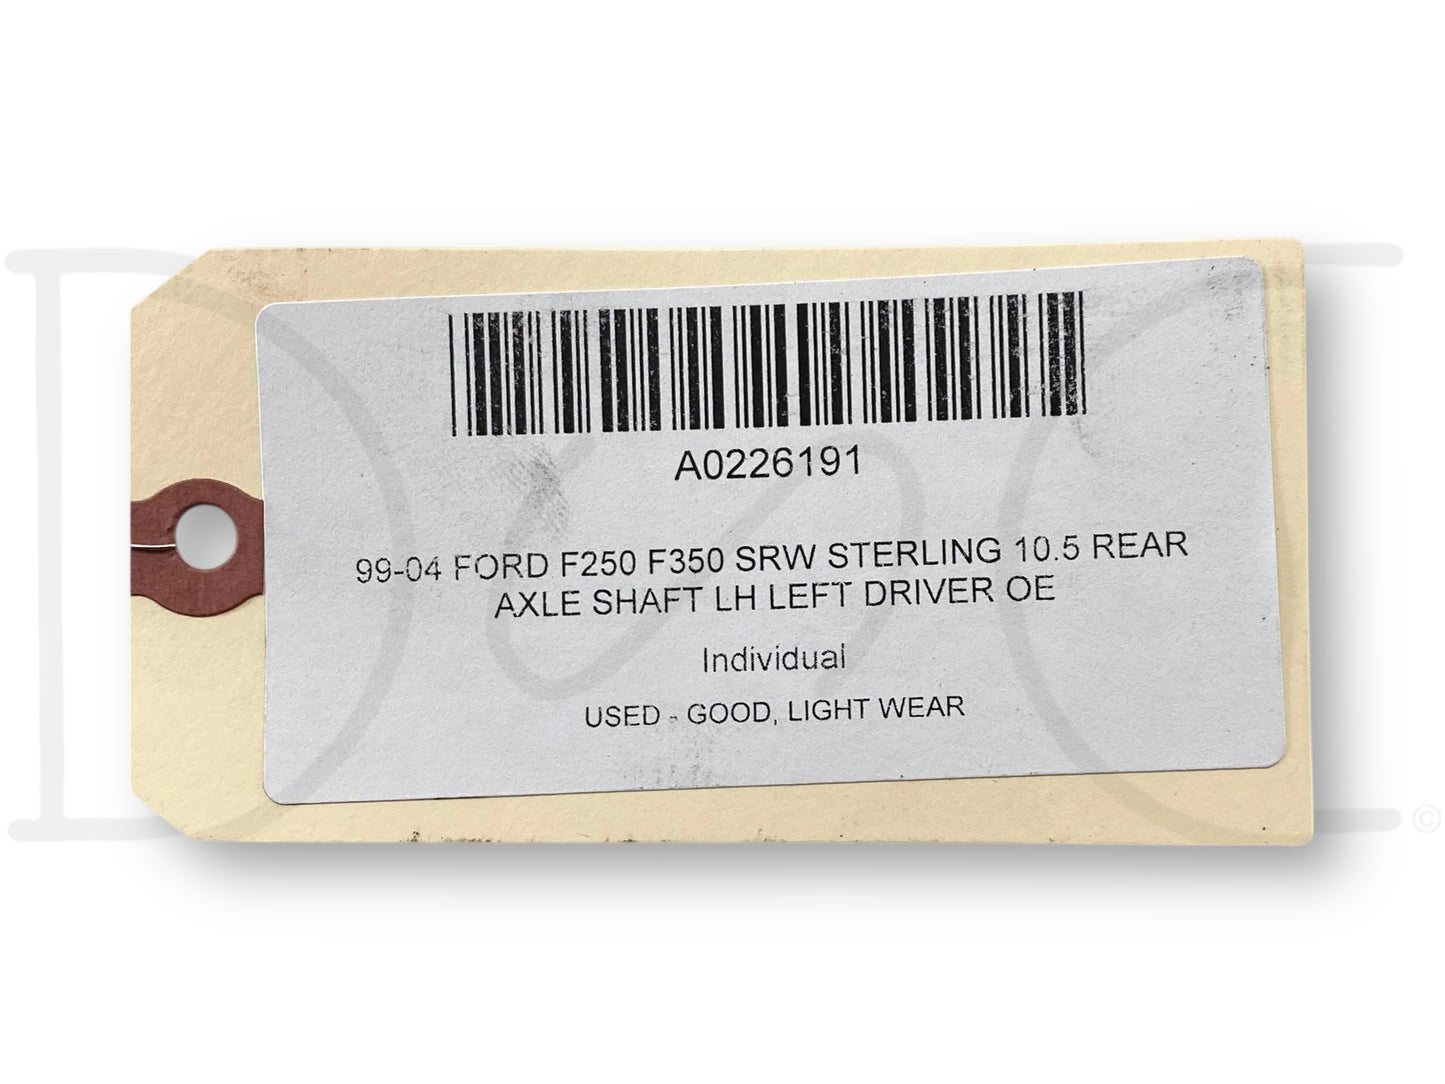 A0226191
99-04 FORD F250 F350 SRW STERLING 10.5 REAR
AXLE SHAFT LH LEFT DRIVER OE
Individual
USED - GOOD, LIGHT WEAR
©